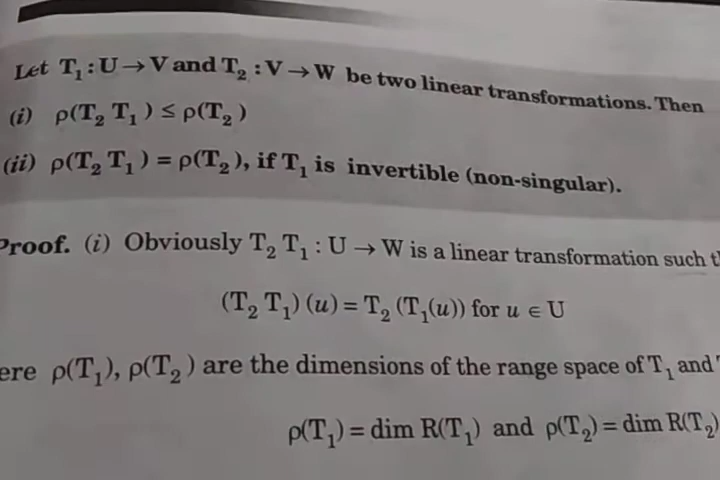 Let T₁ : U → V and T₂ : V → W be two linear transformations. Then
(i) ρ(T₂ T₁) ≤ ρ(T₂)
(ii) ρ(T₂ T₁) = ρ(T₂), if T₁ is invertible (non-singular).
Proof. (i) Obviously T₂ T₁ : U → W is a linear transformation such
(T₂ T₁) (u) = T₂ (T₁(u)) for u ∈ U
ρ(T₁), ρ(T₂) are the dimensions of the range space of T₁ and
ρ(T₁) = dim R(T₁) and ρ(T₂) = dim R(T₂)